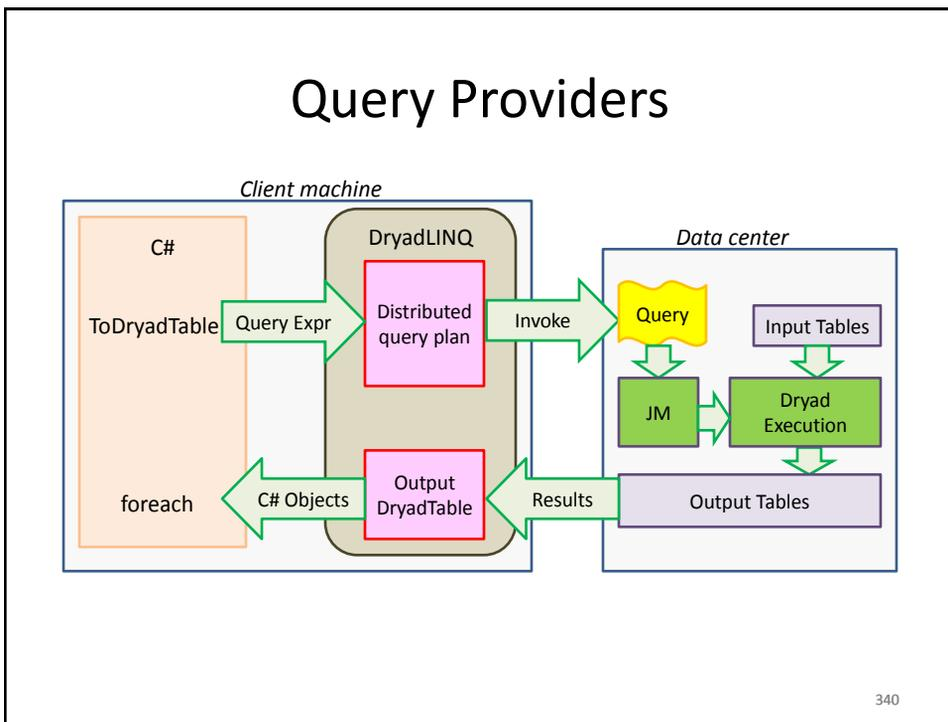 Query Providers
Client machine
C#
ToDryadTable
Query Expr
DryadLINQ
Distributed
query plan
Invoke
Data center
Query
Input Tables
JM
Dryad
Execution
foreach
C# Objects
Output
DryadTable
Results
Output Tables
340